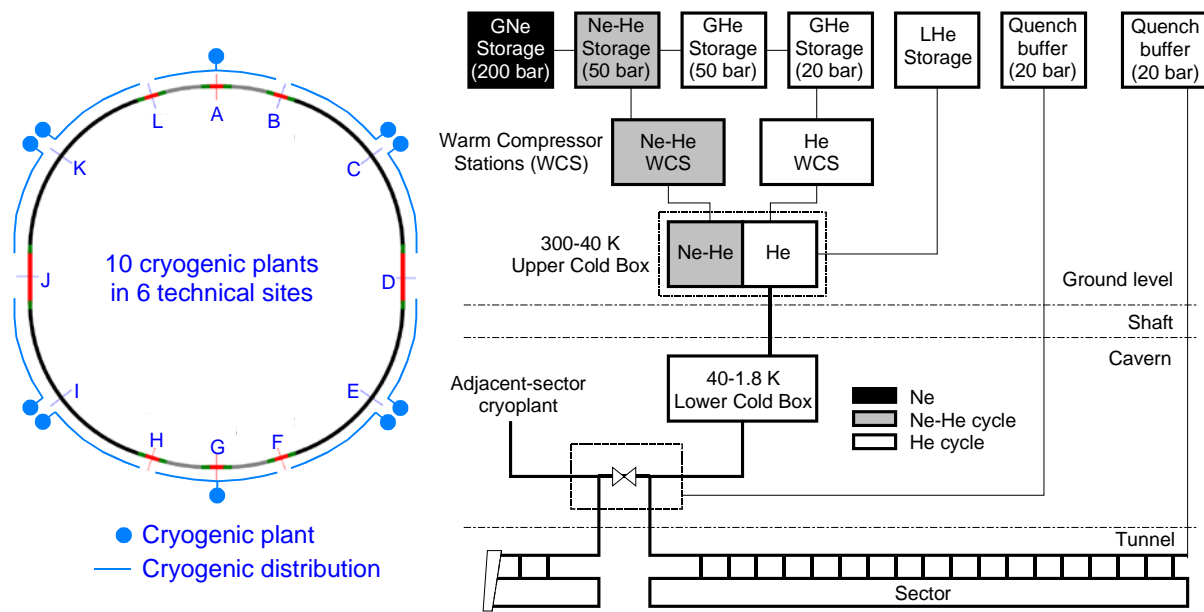 L
A
B
K
C
J
10 cryogenic plants
in 6 technical sites
D
I
E
H
G
F
Cryogenic plant
Cryogenic distribution
GNe
Storage
(200 bar)
Ne-He
Storage
(50 bar)
GHe
Storage
(50 bar)
GHe
Storage
(20 bar)
LHe
Storage
Quench
buffer
(20 bar)
Quench
buffer
(20 bar)
Warm Compressor
Stations (WCS)
Ne-He
WCS
He
WCS
300-40 K
Upper Cold Box
Ne-He
He
Ground level
Shaft
Cavern
Adjacent-sector
cryoplant
40-1.8 K
Lower Cold Box
Ne
Ne-He cycle
He cycle
Tunnel
Sector